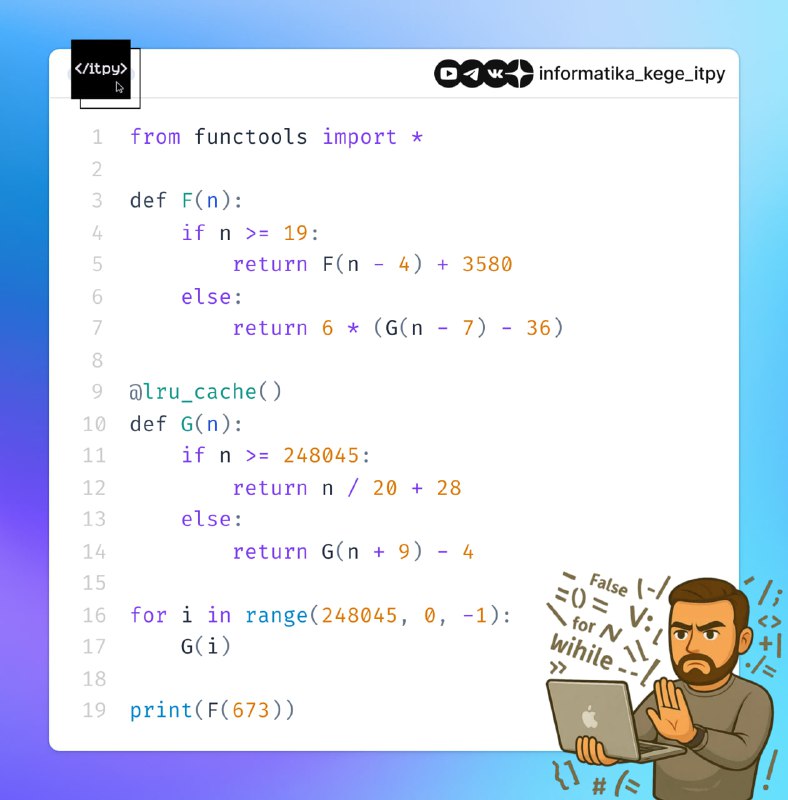 </itpy>
informatika_kege_itpy
1 from functools import *
2
3 def F(n):
4     if n >= 19:
5         return F(n - 4) + 3580
6     else:
7         return 6 * (G(n - 7) - 36)
8
9 @lru_cache()
10 def G(n):
11     if n >= 248045:
12         return n / 20 + 28
13     else:
14         return G(n + 9) - 4
15
16 for i in range(248045, 0, -1):
17     G(i)
18
19 print(F(673))
False
for N
V:
wihile
{}
# (=